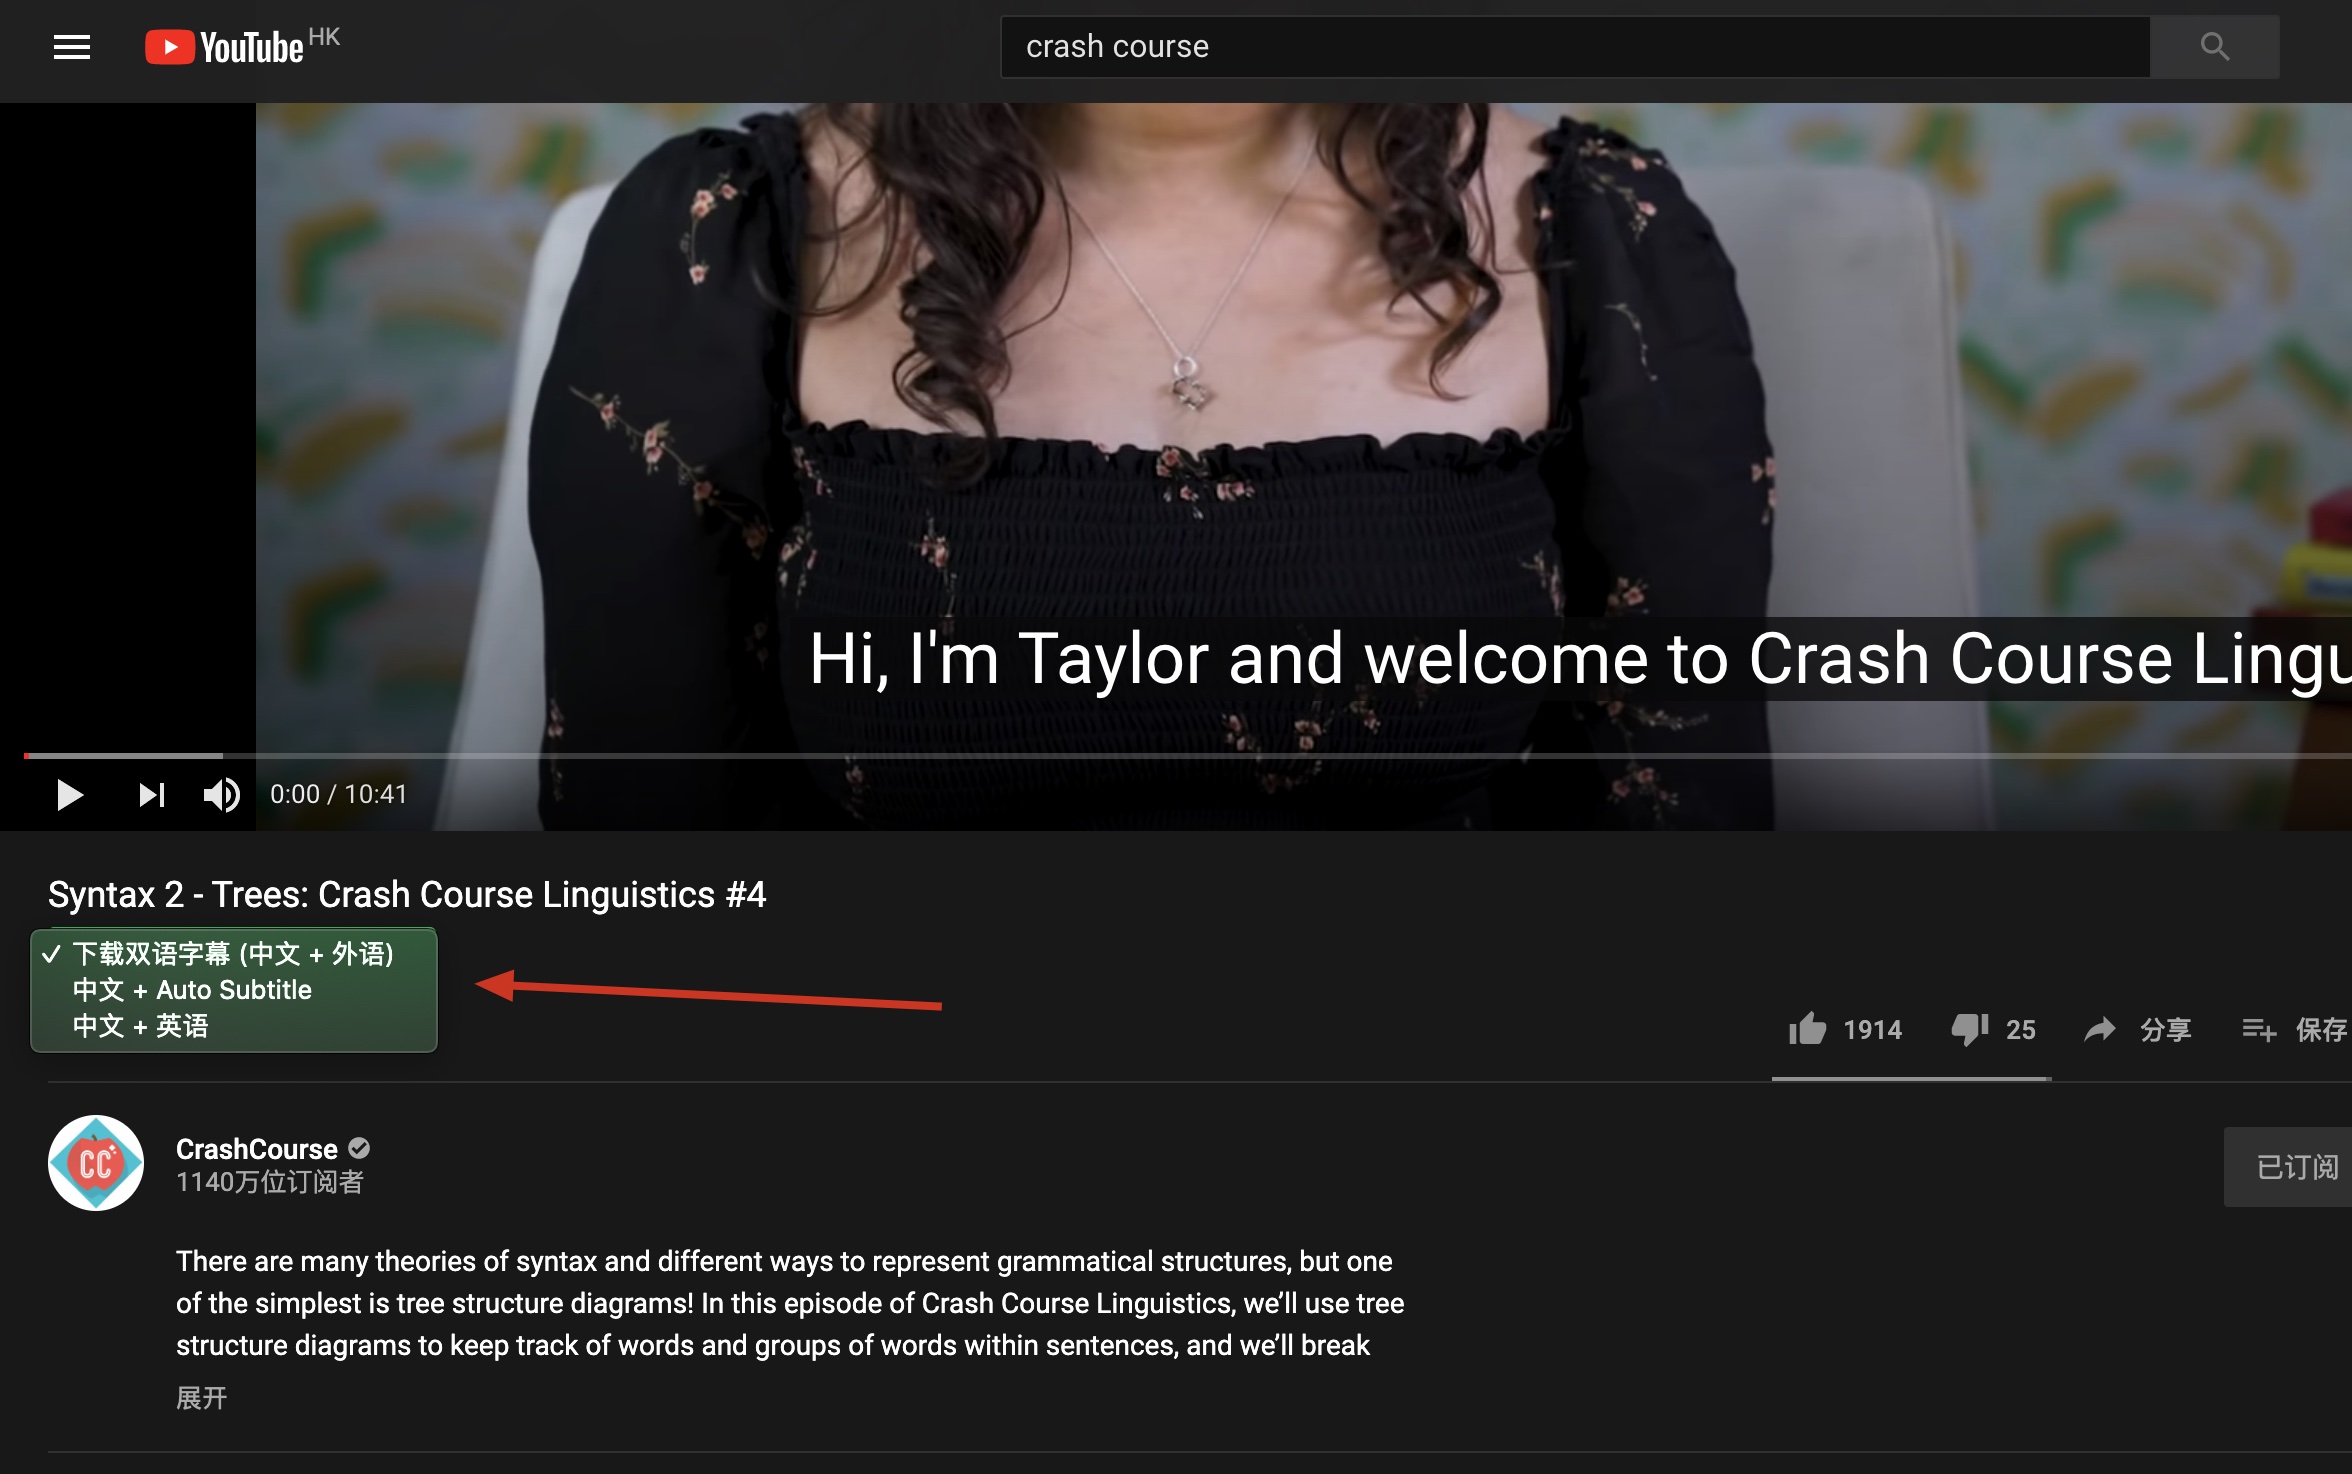 YouTube HK
crash course
Hi, I'm Taylor and welcome to Crash Course Lingu
0:00 / 10:41
Syntax 2 - Trees: Crash Course Linguistics #4
✓ 下载双语字幕 (中文 + 外语)
中文 + Auto Subtitle
中文 + 英语
1914
25
分享
保存
CC
CrashCourse
1140万位订阅者
已订阅
There are many theories of syntax and different ways to represent grammatical structures, but one
of the simplest is tree structure diagrams! In this episode of Crash Course Linguistics, we’ll use tree
structure diagrams to keep track of words and groups of words within sentences, and we’ll break
展开